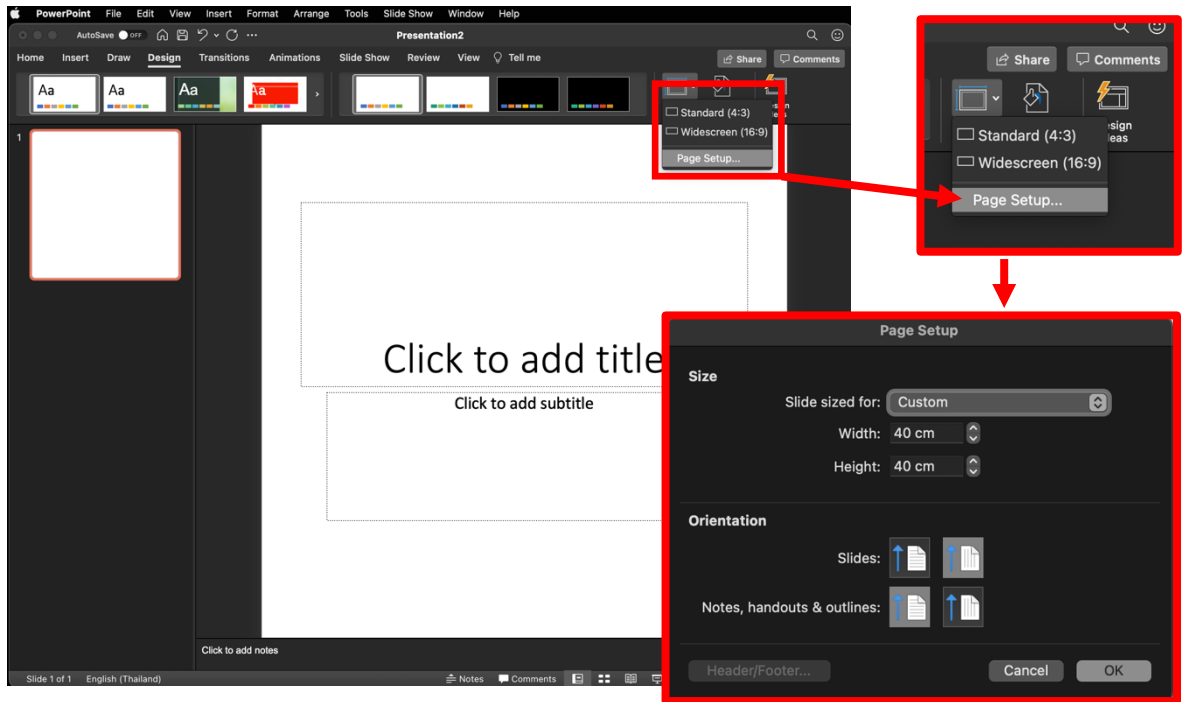 PowerPoint File Edit View Insert Format Arrange Tools Slide Show Window Help
AutoSave OFF Presentation2
Home Insert Draw Design Transitions Animations Slide Show Review View Tell me Share Comments
Aa Aa Aa Aa
Standard (4:3)
Widescreen (16:9)
Page Setup...
1
Click to add title
Click to add subtitle
Click to add notes
Slide 1 of 1 English (Thailand) Notes Comments
Share Comments
Standard (4:3)
Widescreen (16:9)
Page Setup...
Page Setup
Size
Slide sized for: Custom
Width: 40 cm
Height: 40 cm
Orientation
Slides:
Notes, handouts & outlines:
Header/Footer... Cancel OK